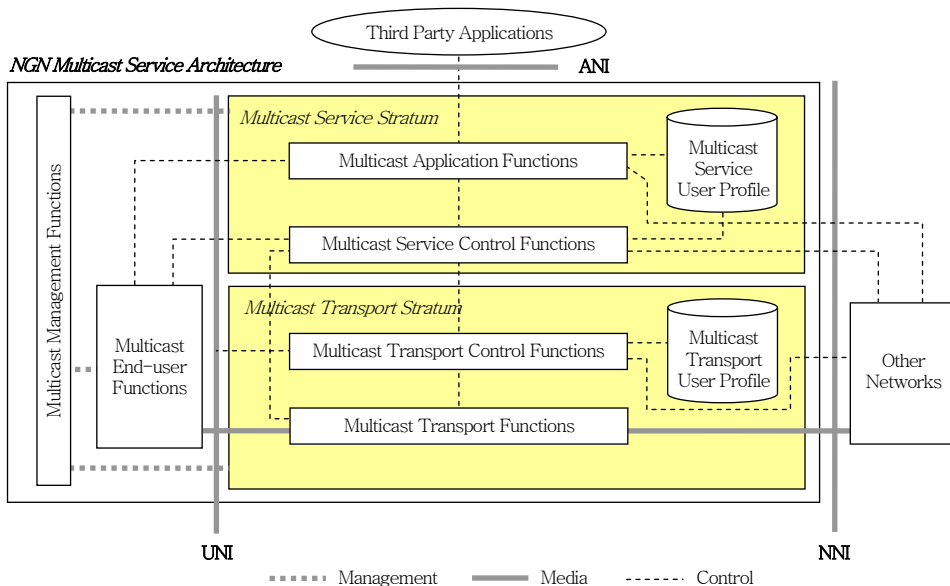 Third Party Applications
NGN Multicast Service Architecture
ANI
Multicast Management Functions
Multicast Service Stratum
Multicast Application Functions
Multicast
Service
User Profile
Multicast Service Control Functions
Multicast Transport Stratum
Multicast
End-user
Functions
Multicast Transport Control Functions
Multicast
Transport
User Profile
Other
Networks
Multicast Transport Functions
UNI
NNI
Management
Media
Control